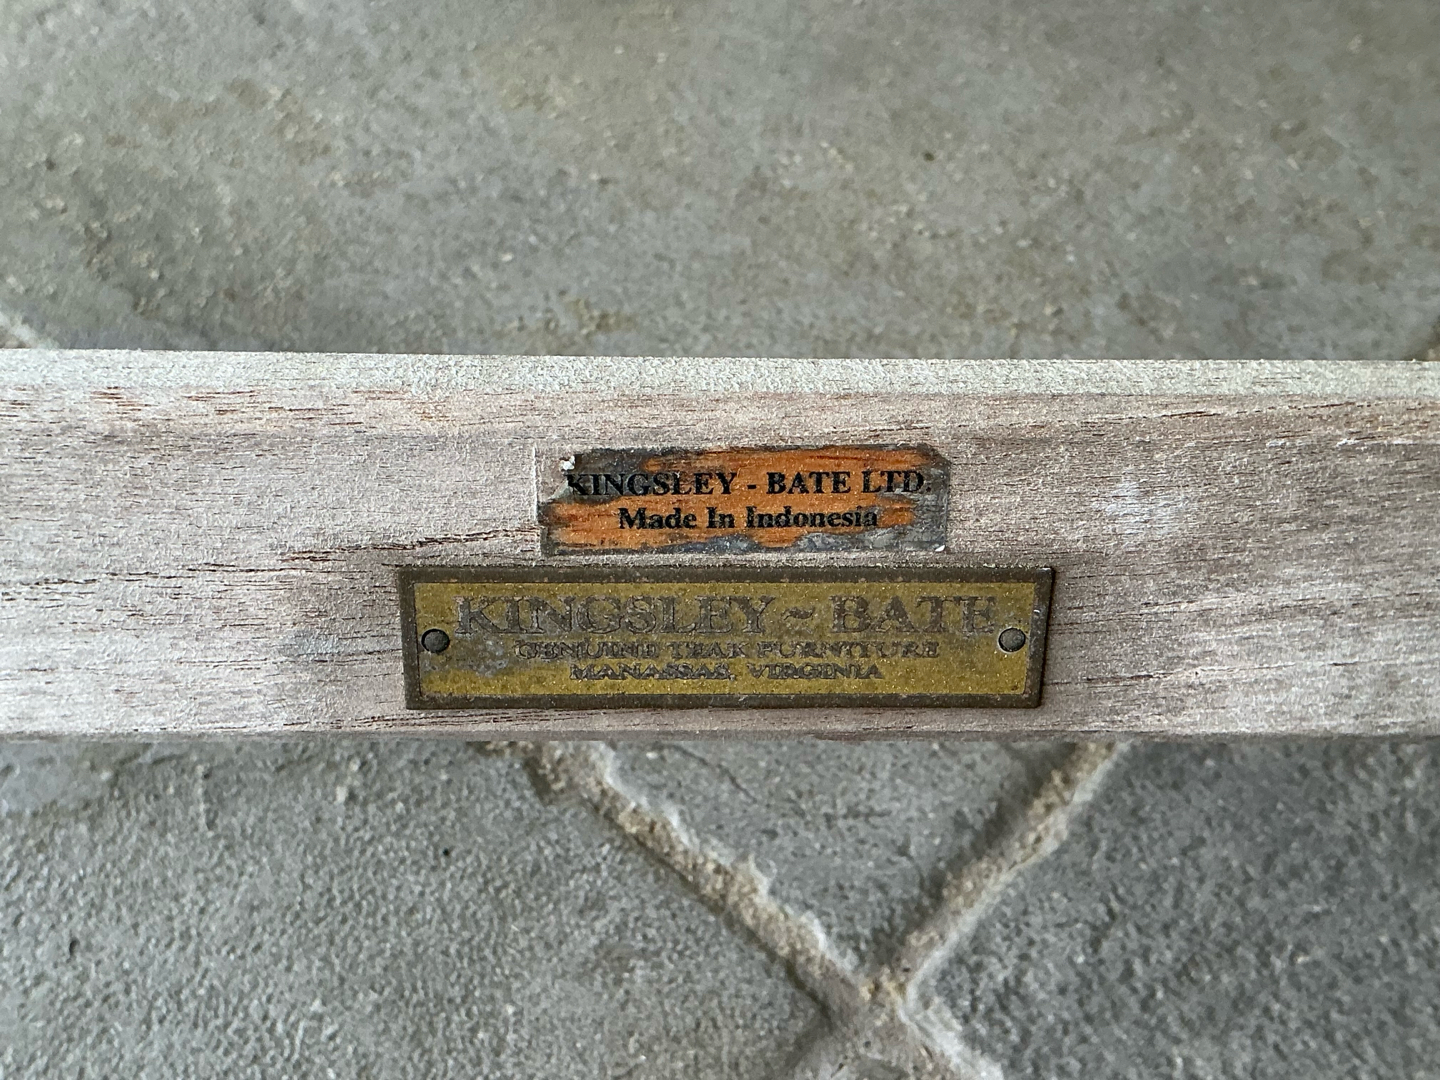 KINGSLEY - BATE LTD.
Made In Indonesia
KINGSLEY ~ BATE
GENUINE TEAK FURNITURE
MANASSAS, VIRGINIA